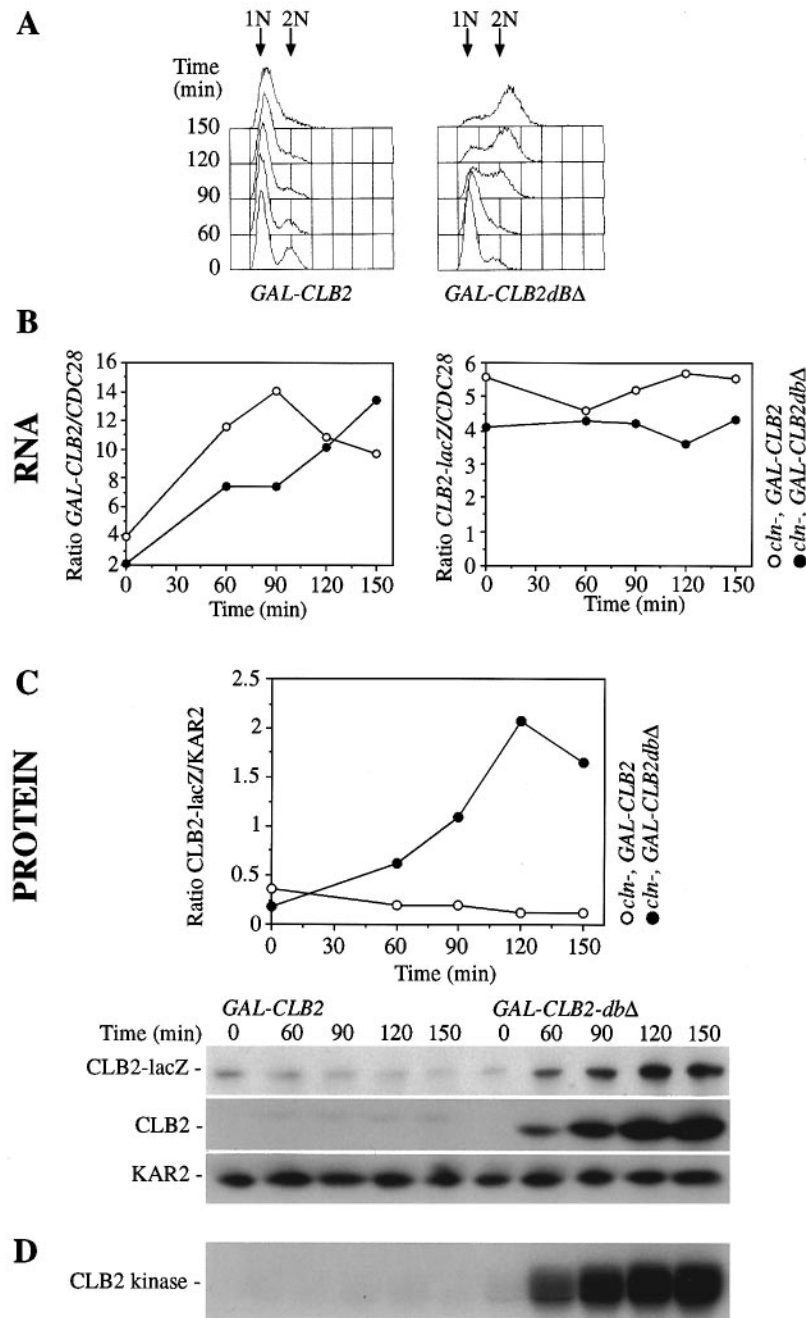 A
1N 2N
1N 2N
Time
(min)
150
120
90
60
0
GAL-CLB2
GAL-CLB2dBΔ
B
RNA
Ratio GAL-CLB2/CDC28
16
14
12
10
8
6
4
2
0 30 60 90 120 150
Time (min)
Ratio CLB2-lacZ/CDC28
6
5
4
3
2
1
0
0 30 60 90 120 150
Time (min)
cln-, GAL-CLB2
cln-, GAL-CLB2dbΔ
C
PROTEIN
Ratio CLB2-lacZ/KAR2
2.5
2
1.5
1
0.5
0
0 30 60 90 120 150
Time (min)
cln-, GAL-CLB2
cln-, GAL-CLB2dbΔ
GAL-CLB2 GAL-CLB2-dbΔ
Time (min) 0 60 90 120 150 0 60 90 120 150
CLB2-lacZ -
CLB2 -
KAR2 -
D
CLB2 kinase -